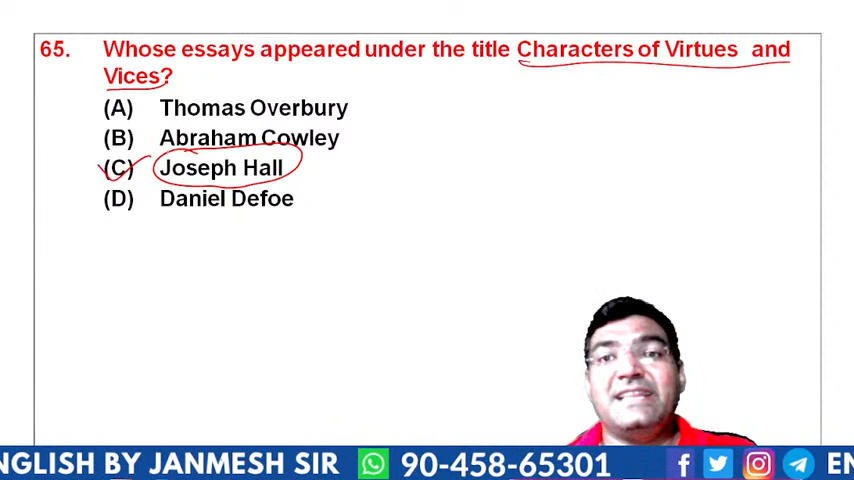 65. Whose essays appeared under the title Characters of Virtues and
Vices?
(A) Thomas Overbury
(B) Abraham Cowley
(C) Joseph Hall
(D) Daniel Defoe
NGLISH BY JANMESH SIR 90-458-65301 EN